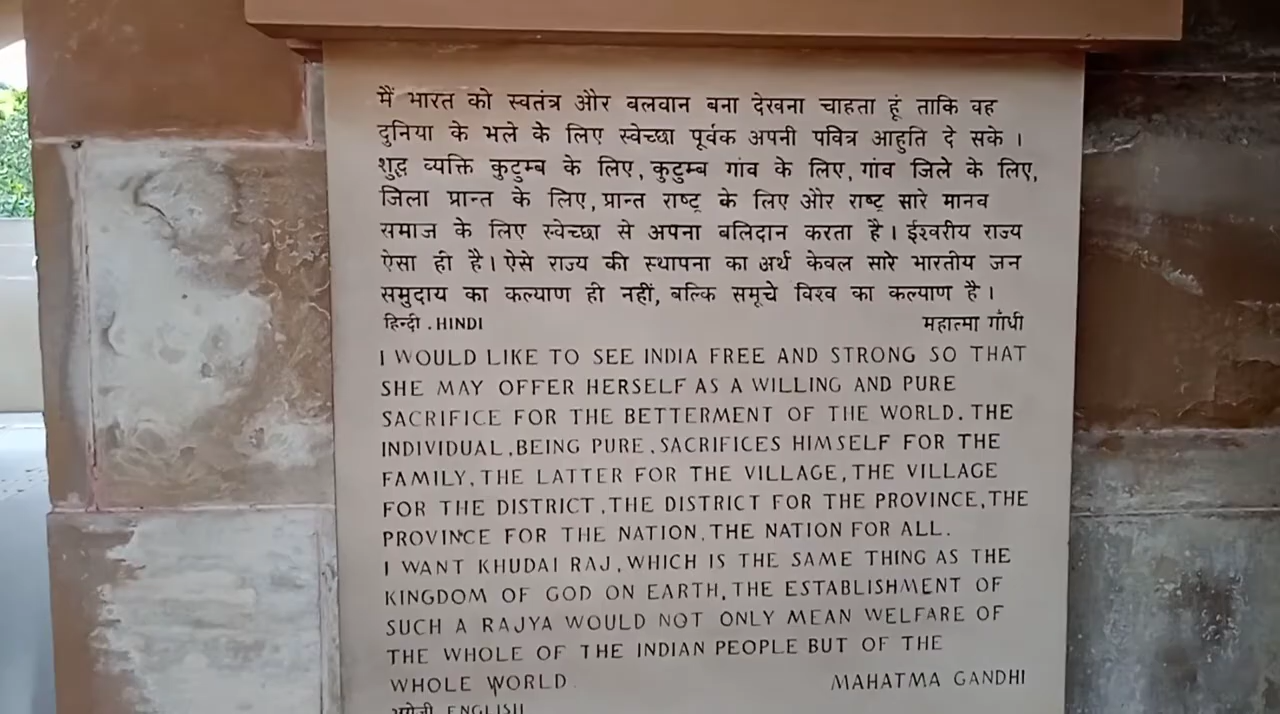 मैं भारत को स्वतंत्र और बलवान बना देखना चाहता हूं ताकि वह
दुनिया के भले के लिए स्वेच्छा पूर्वक अपनी पवित्र आहुति दे सके।
शुद्ध व्यक्ति कुटुम्ब के लिए, कुटुम्ब गांव के लिए, गांव जिले के लिए,
जिला प्रान्त के लिए, प्रान्त राष्ट्र के लिए और राष्ट्र सारे मानव
समाज के लिए स्वेच्छा से अपना बलिदान करता है। ईश्वरीय राज्य
ऐसा ही है। ऐसे राज्य की स्थापना का अर्थ केवल सारे भारतीय जन
समुदाय का कल्याण ही नहीं, बल्कि समूचे विश्व का कल्याण है।
हिन्दी . HINDI महात्मा गाँधी
I WOULD LIKE TO SEE INDIA FREE AND STRONG SO THAT
SHE MAY OFFER HERSELF AS A WILLING AND PURE
SACRIFICE FOR THE BETTERMENT OF THE WORLD. THE
INDIVIDUAL, BEING PURE, SACRIFICES HIMSELF FOR THE
FAMILY, THE LATTER FOR THE VILLAGE, THE VILLAGE
FOR THE DISTRICT, THE DISTRICT FOR THE PROVINCE, THE
PROVINCE FOR THE NATION, THE NATION FOR ALL.
I WANT KHUDAI RAJ, WHICH IS THE SAME THING AS THE
KINGDOM OF GOD ON EARTH, THE ESTABLISHMENT OF
SUCH A RAJYA WOULD NOT ONLY MEAN WELFARE OF
THE WHOLE OF THE INDIAN PEOPLE BUT OF THE
WHOLE WORLD. MAHATMA GANDHI
अंग्रेजी ENGLISH